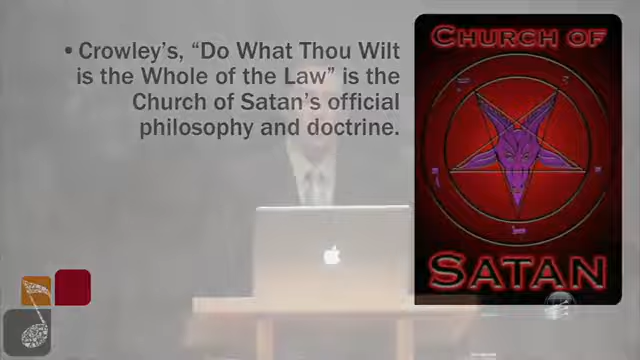 • Crowley's, “Do What Thou Wilt
is the Whole of the Law” is the
Church of Satan's official
philosophy and doctrine.
CHURCH OF
SATAN